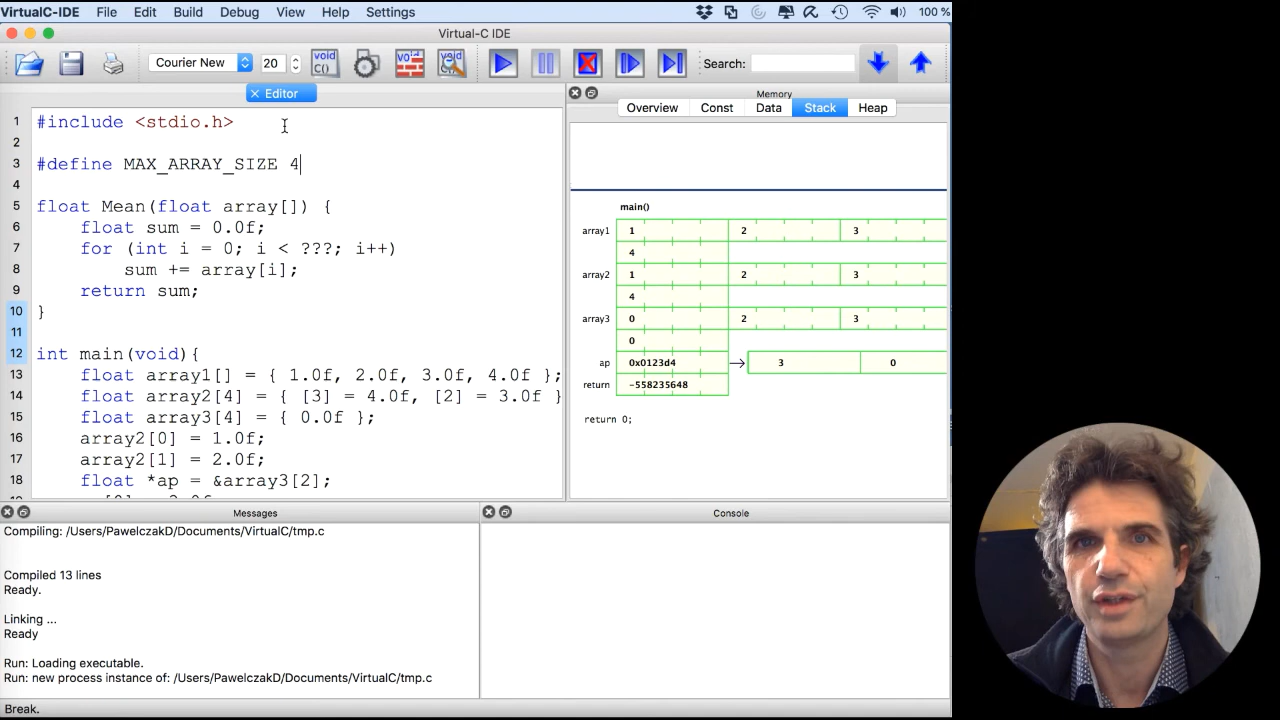 VirtualC-IDE File Edit Build Debug View Help Settings 100 %
Virtual-C IDE
Courier New 20 void C() void void C() Search:
Editor
Memory
Overview Const Data Stack Heap
1 #include <stdio.h>
2
3 #define MAX_ARRAY_SIZE 4
4
5 float Mean(float array[]) {
6 float sum = 0.0f;
7 for (int i = 0; i < ???; i++)
8 sum += array[i];
9 return sum;
10 }
11
12 int main(void){
13 float array1[] = { 1.0f, 2.0f, 3.0f, 4.0f };
14 float array2[4] = { [3] = 4.0f, [2] = 3.0f }
15 float array3[4] = { 0.0f };
16 array2[0] = 1.0f;
17 array2[1] = 2.0f;
18 float *ap = &array3[2];
main()
array1 1 2 3
4
array2 1 2 3
4
array3 0 2 3
0
ap 0x0123d4 3 0
return -558235648
return 0;
Messages
Compiling: /Users/PawelczakD/Documents/VirtualC/tmp.c
Compiled 13 lines
Ready.
Linking ...
Ready
Run: Loading executable.
Run: new process instance of: /Users/PawelczakD/Documents/VirtualC/tmp.c
Console
Break.